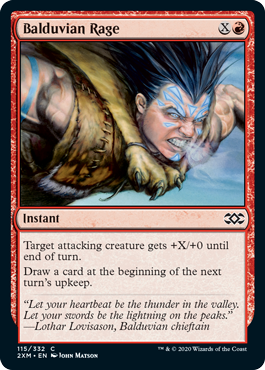 Balduvian Rage X R
Instant
Target attacking creature gets +X/+0 until
end of turn.
Draw a card at the beginning of the next
turn's upkeep.
“Let your heartbeat be the thunder in the valley.
Let your swords be the lightning on the peaks.”
—Lothar Lovisason, Balduvian chieftain
115/332 C
2XM • EN JOHN MATSON
™ & © 2020 Wizards of the Coast